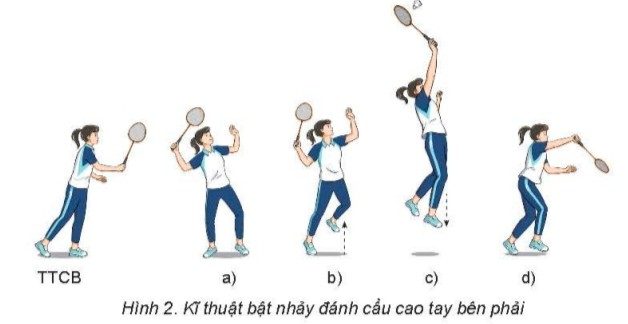 TTCB a) b) c) d)
Hình 2. Kĩ thuật bật nhảy đánh cầu cao tay bên phải